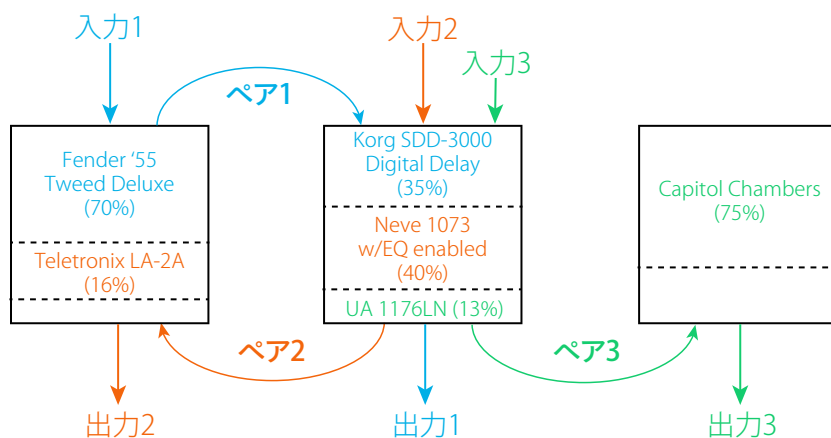 入力1
入力2
入力3
ペア1
Fender ‘55
Tweed Deluxe
(70%)
Teletronix LA-2A
(16%)
Korg SDD-3000
Digital Delay
(35%)
Neve 1073
w/EQ enabled
(40%)
UA 1176LN (13%)
Capitol Chambers
(75%)
ペア2
ペア3
出力2
出力1
出力3